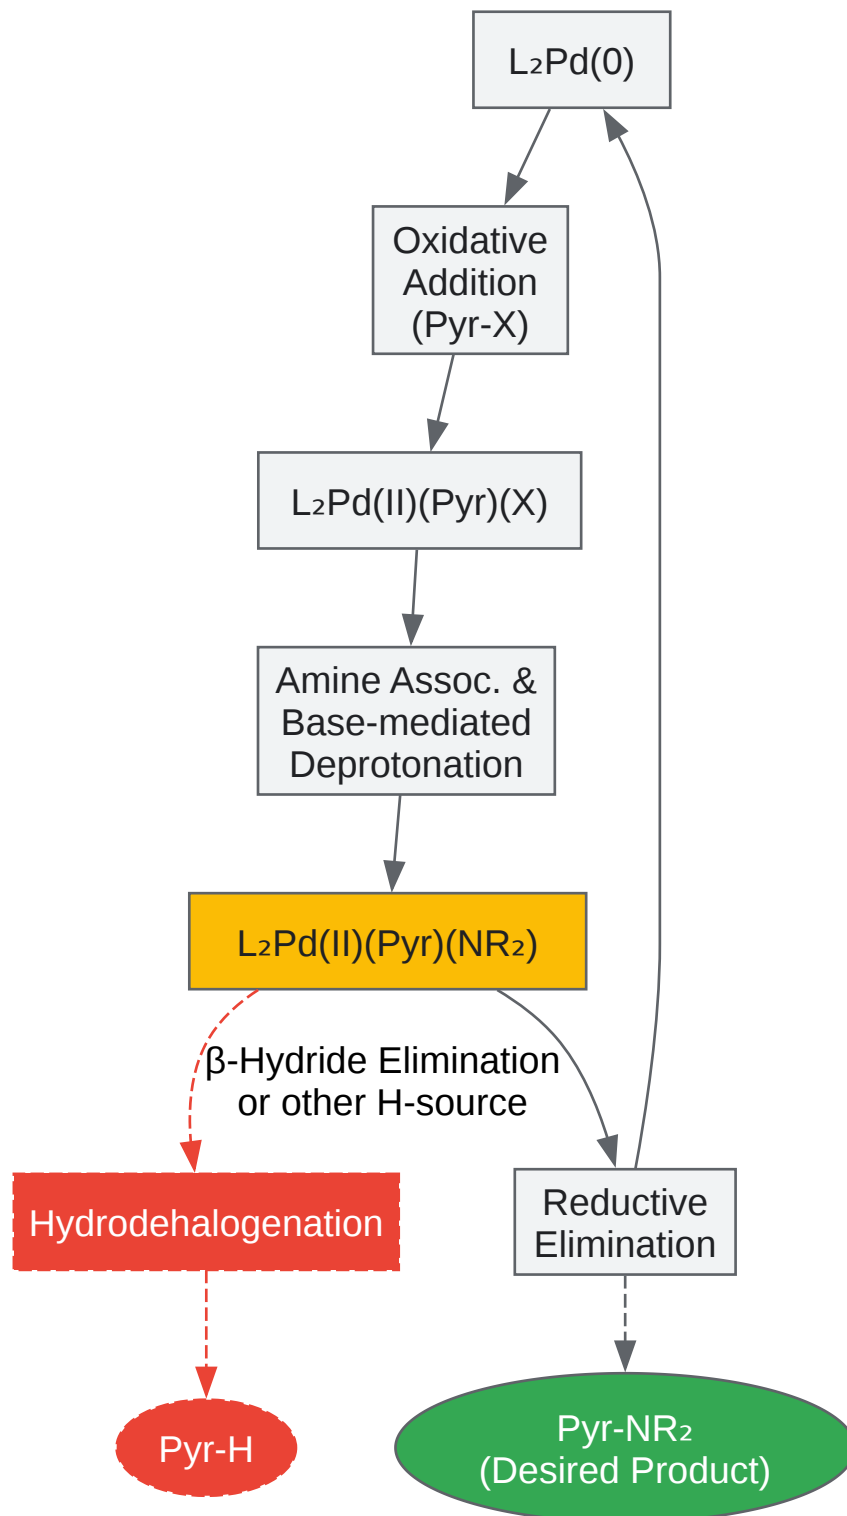 L₂Pd(0)
Oxidative
Addition
(Pyr-X)
L₂Pd(II)(Pyr)(X)
Amine Assoc. &
Base-mediated
Deprotonation
L₂Pd(II)(Pyr)(NR₂)
β-Hydride Elimination
or other H-source
Hydrodehalogenation
Reductive
Elimination
Pyr-H
Pyr-NR₂
(Desired Product)